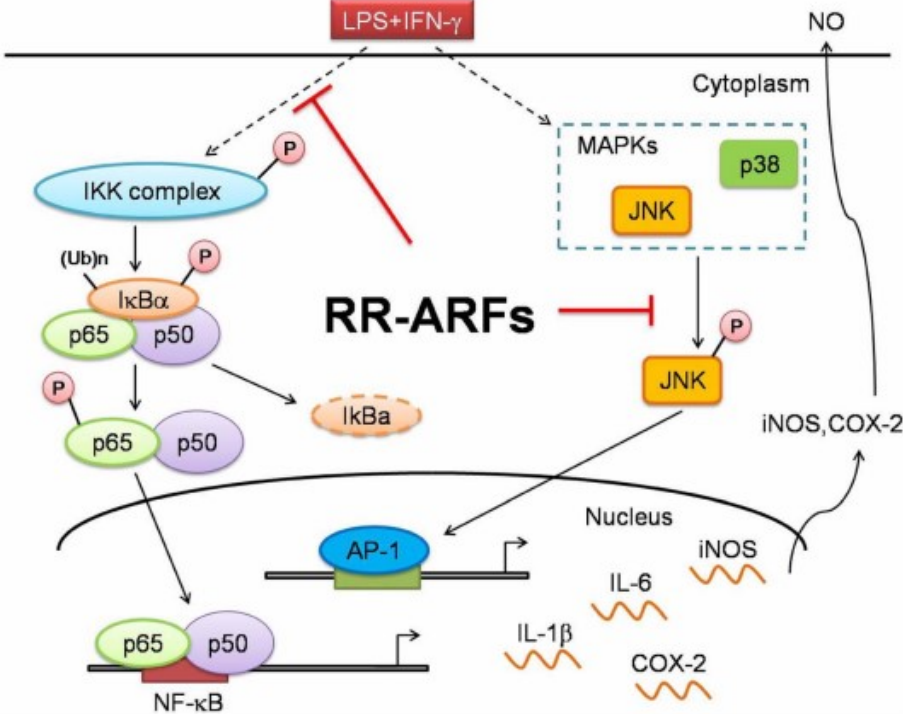 LPS+IFN-γ
NO
Cytoplasm
MAPKs
p38
JNK
P
IKK complex
(Ub)n
P
IκBα
p65
p50
RR-ARFs
P
JNK
P
IkBa
p65
p50
iNOS,COX-2
Nucleus
AP-1
iNOS
IL-6
p65
p50
IL-1β
COX-2
NF-κB